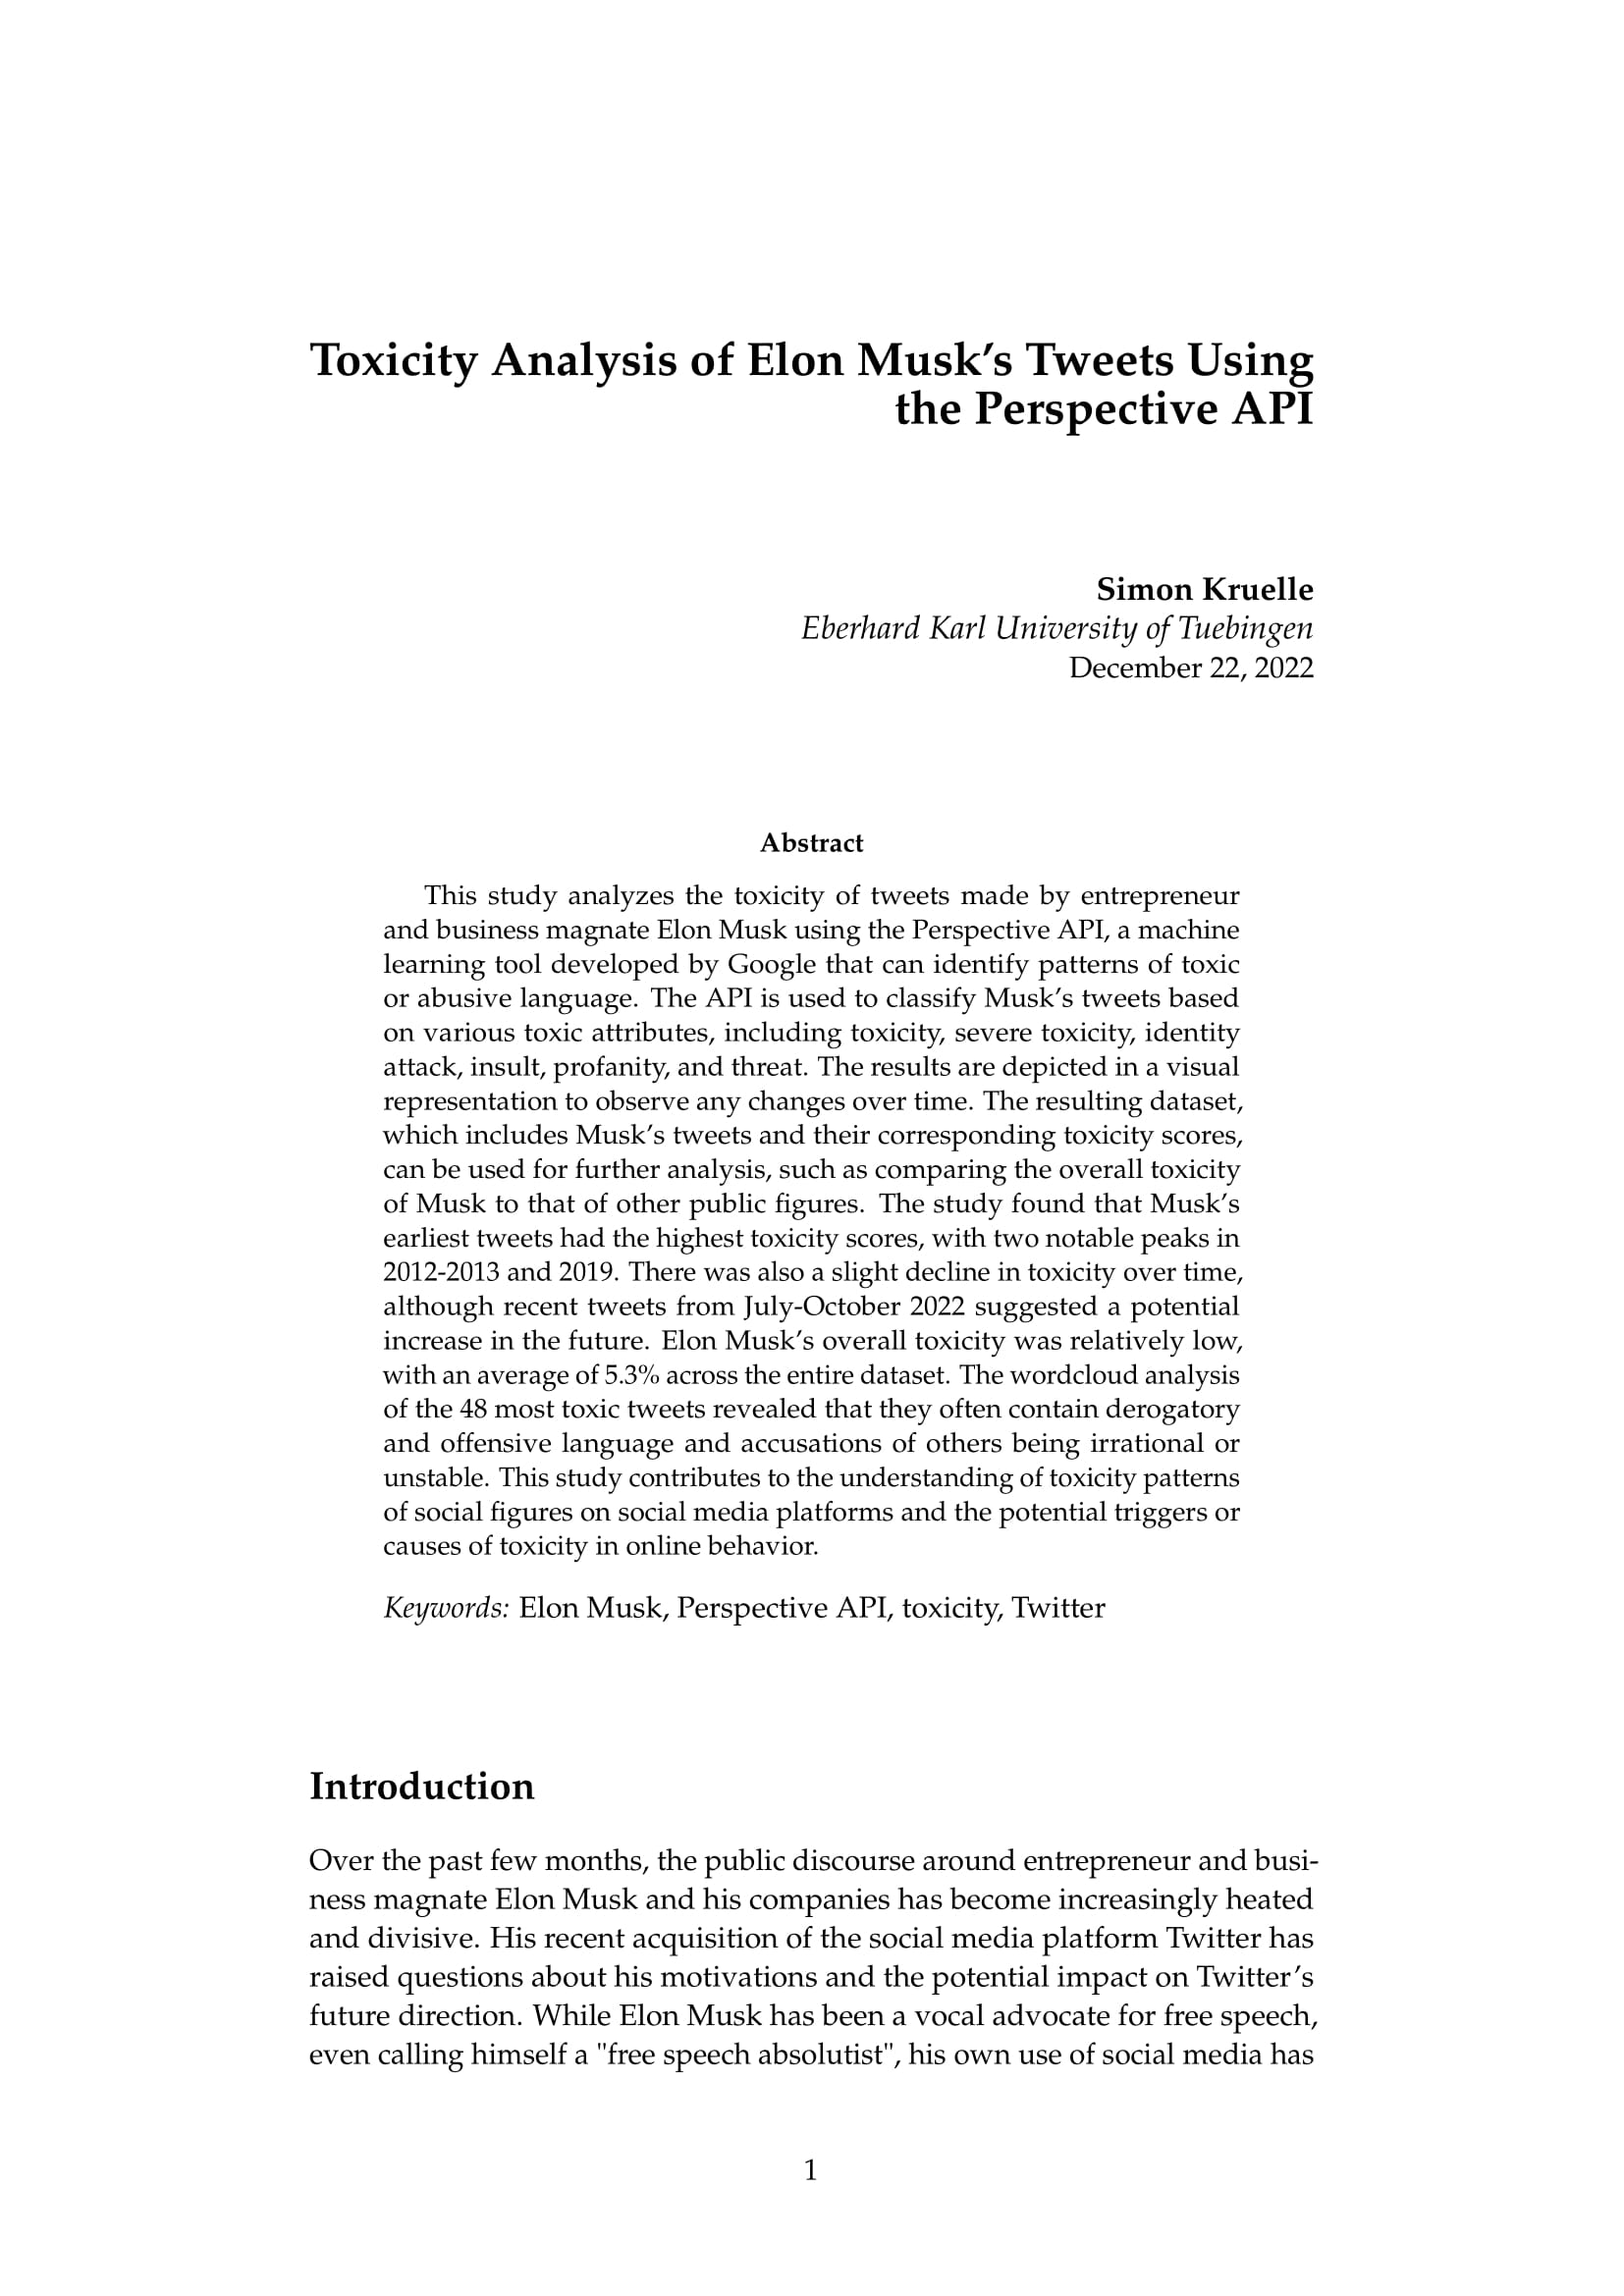 Toxicity Analysis of Elon Musk’s Tweets Using
the Perspective API
Simon Kruelle
Eberhard Karl University of Tuebingen
December 22, 2022
Abstract
This study analyzes the toxicity of tweets made by entrepreneur
and business magnate Elon Musk using the Perspective API, a machine
learning tool developed by Google that can identify patterns of toxic
or abusive language. The API is used to classify Musk’s tweets based
on various toxic attributes, including toxicity, severe toxicity, identity
attack, insult, profanity, and threat. The results are depicted in a visual
representation to observe any changes over time. The resulting dataset,
which includes Musk’s tweets and their corresponding toxicity scores,
can be used for further analysis, such as comparing the overall toxicity
of Musk to that of other public figures. The study found that Musk’s
earliest tweets had the highest toxicity scores, with two notable peaks in
2012-2013 and 2019. There was also a slight decline in toxicity over time,
although recent tweets from July-October 2022 suggested a potential
increase in the future. Elon Musk’s overall toxicity was relatively low,
with an average of 5.3% across the entire dataset. The wordcloud analysis
of the 48 most toxic tweets revealed that they often contain derogatory
and offensive language and accusations of others being irrational or
unstable. This study contributes to the understanding of toxicity patterns
of social figures on social media platforms and the potential triggers or
causes of toxicity in online behavior.
Keywords: Elon Musk, Perspective API, toxicity, Twitter
Introduction
Over the past few months, the public discourse around entrepreneur and busi-
ness magnate Elon Musk and his companies has become increasingly heated
and divisive. His recent acquisition of the social media platform Twitter has
raised questions about his motivations and the potential impact on Twitter’s
future direction. While Elon Musk has been a vocal advocate for free speech,
even calling himself a "free speech absolutist", his own use of social media has
1